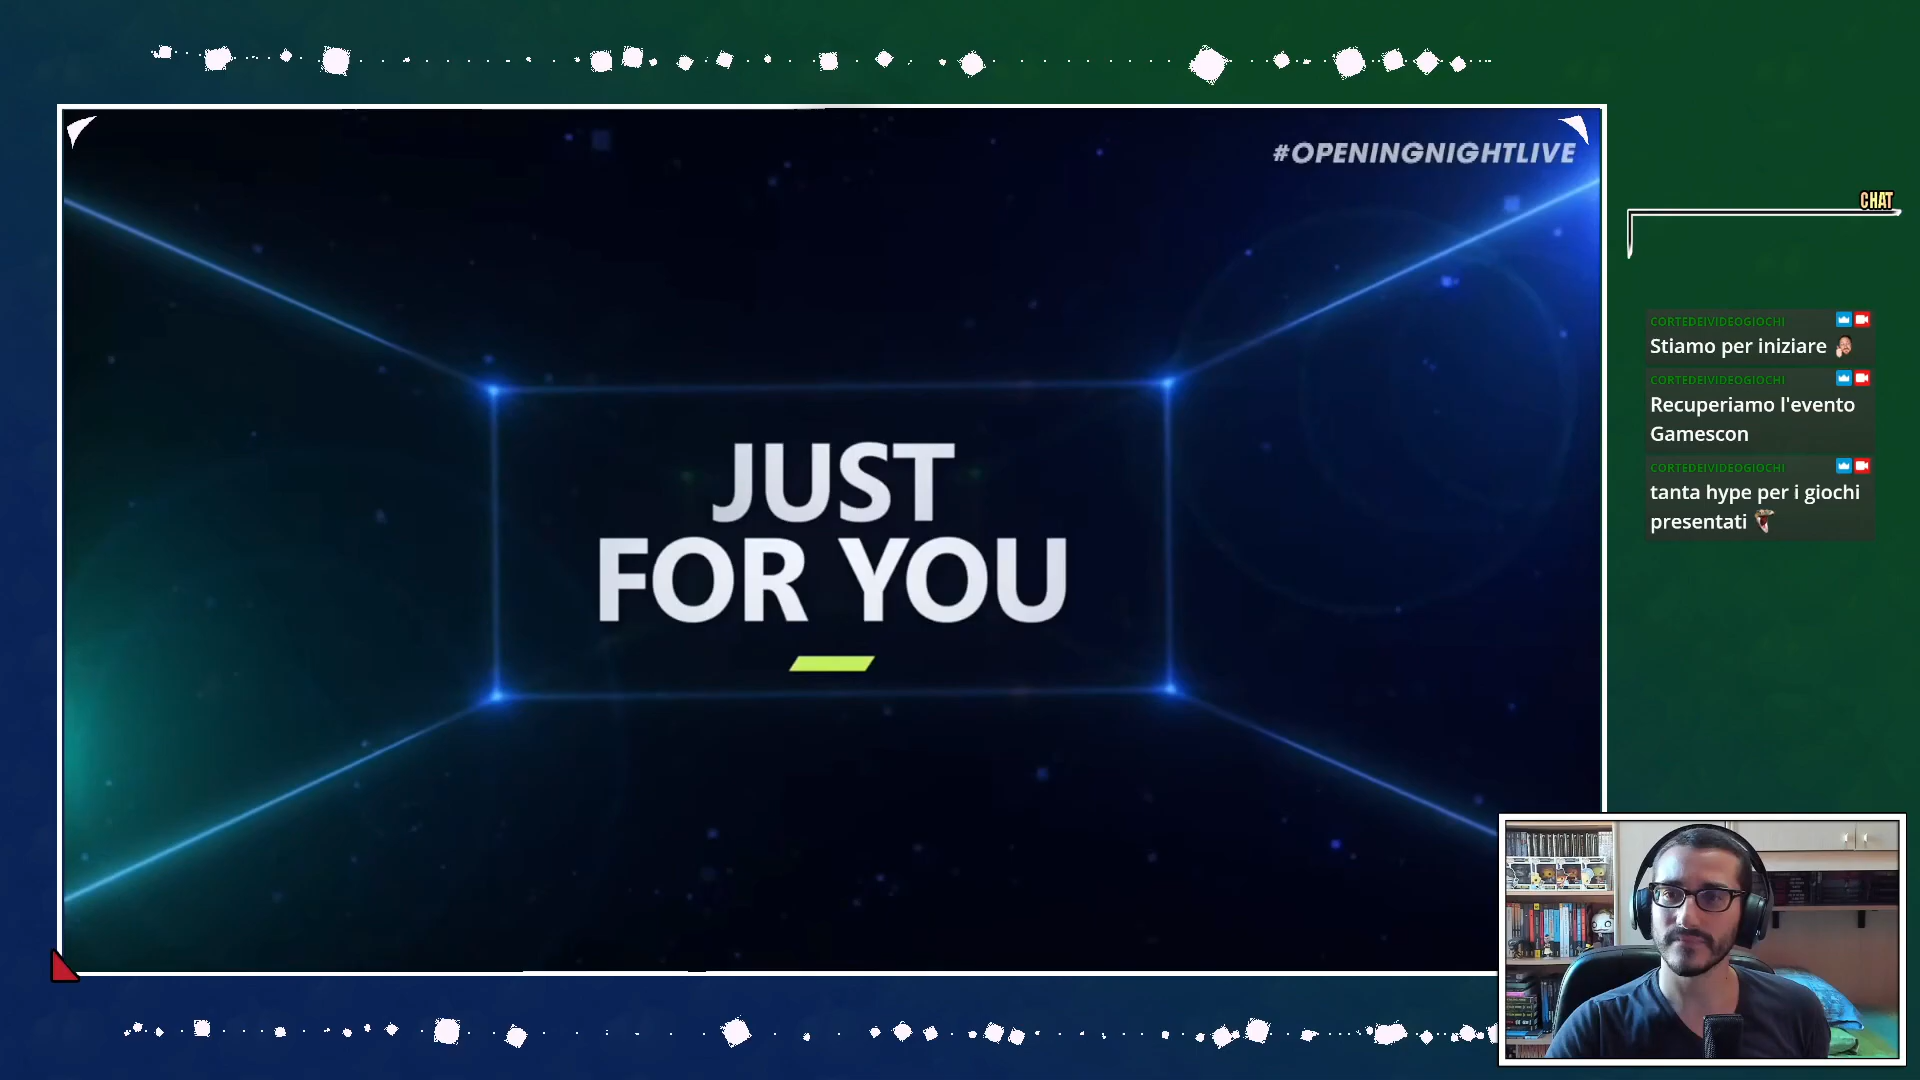 #OPENINGNIGHTLIVE
JUST
FOR YOU
CHAT
CORTEDEIVIDEOGIOCHI
Stiamo per iniziare
CORTEDEIVIDEOGIOCHI
Recuperiamo l'evento
Gamescon
CORTEDEIVIDEOGIOCHI
tanta hype per i giochi
presentati